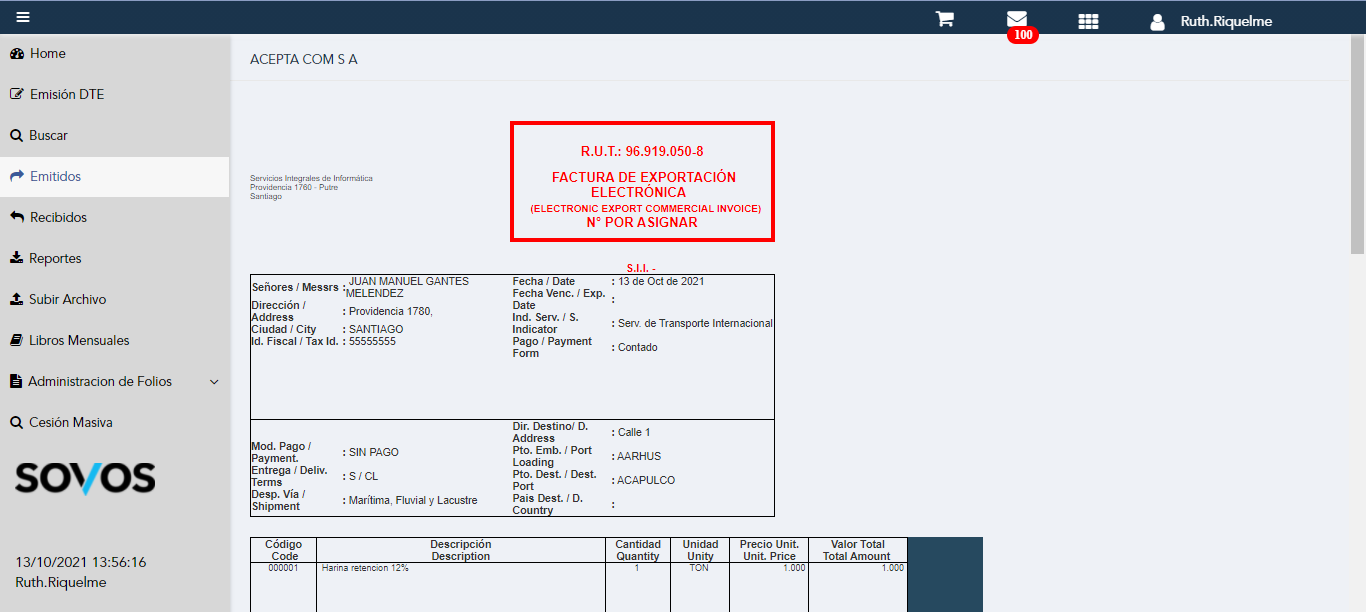 Ruth.Riquelme
100
Home
Emisión DTE
Buscar
Emitidos
Recibidos
Reportes
Subir Archivo
Libros Mensuales
Administracion de Folios
Cesión Masiva
SOVOS
13/10/2021 13:56:16
Ruth.Riquelme
ACEPTA COM S A
Servicios Integrales de Informática
Providencia 1760 - Putre
Santiago
R.U.T.: 96.919.050-8
FACTURA DE EXPORTACIÓN
ELECTRÓNICA
(ELECTRONIC EXPORT COMMERCIAL INVOICE)
N° POR ASIGNAR
S.I.I. -
Señores / Messrs : JUAN MANUEL GANTES
MELENDEZ
Dirección /
Address : Providencia 1780,
Ciudad / City : SANTIAGO
Id. Fiscal / Tax Id. : 55555555
Fecha / Date : 13 de Oct de 2021
Fecha Venc. / Exp.
Date :
Ind. Serv. / S.
Indicator : Serv. de Transporte Internacional
Pago / Payment
Form : Contado
Mod. Pago /
Payment. : SIN PAGO
Entrega / Deliv.
Terms : S / CL
Desp. Vía /
Shipment : Marítima, Fluvial y Lacustre
Dir. Destino/ D.
Address : Calle 1
Pto. Emb. / Port
Loading : AARHUS
Pto. Dest. / Dest.
Port : ACAPULCO
Pais Dest. / D.
Country :
Código Descripción Cantidad Unidad Precio Unit. Valor Total
Code Description Quantity Unity Unit. Price Total Amount
000001 Harina retencion 12% 1 TON 1.000 1.000